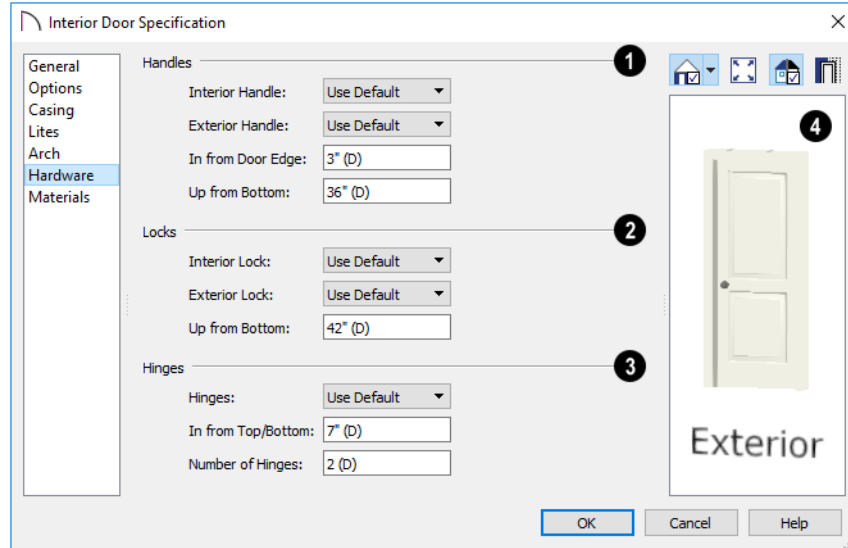 Interior Door Specification
General
Options
Casing
Lites
Arch
Hardware
Materials
Handles 1
Interior Handle: Use Default
Exterior Handle: Use Default
In from Door Edge: 3" (D)
Up from Bottom: 36" (D)
Locks 2
Interior Lock: Use Default
Exterior Lock: Use Default
Up from Bottom: 42" (D)
Hinges 3
Hinges: Use Default
In from Top/Bottom: 7" (D)
Number of Hinges: 2 (D)
4
Exterior
OK Cancel Help